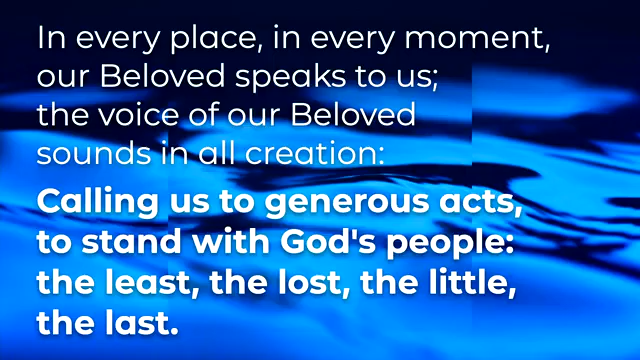 In every place, in every moment,
our Beloved speaks to us;
the voice of our Beloved
sounds in all creation:
Calling us to generous acts,
to stand with God's people:
the least, the lost, the little,
the last.